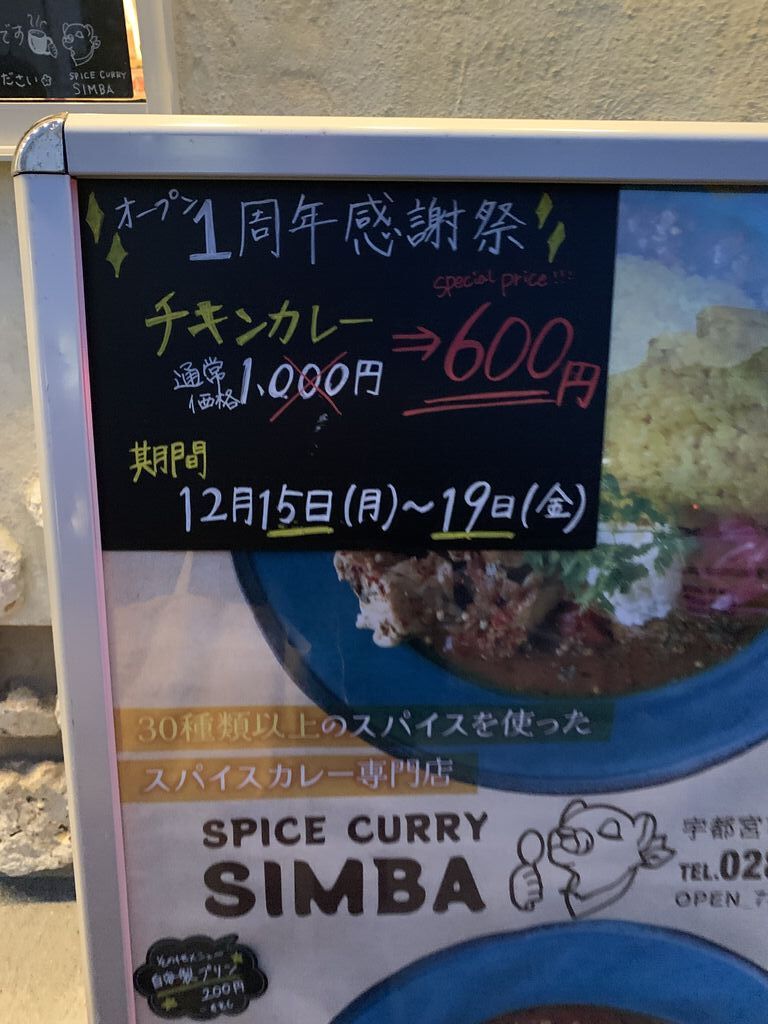 です
ださい
SPICE CURRY
SIMBA
オープン1周年感謝祭
special price!!!
チキンカレー
⇒600円
通常
価格
1,000円
期間
12月15日(月)~19日(金)
30種類以上のスパイスを使った
スパイスカレー専門店
SPICE CURRY
SIMBA
宇都宮
TEL.028
OPEN
自家製プリン
200円